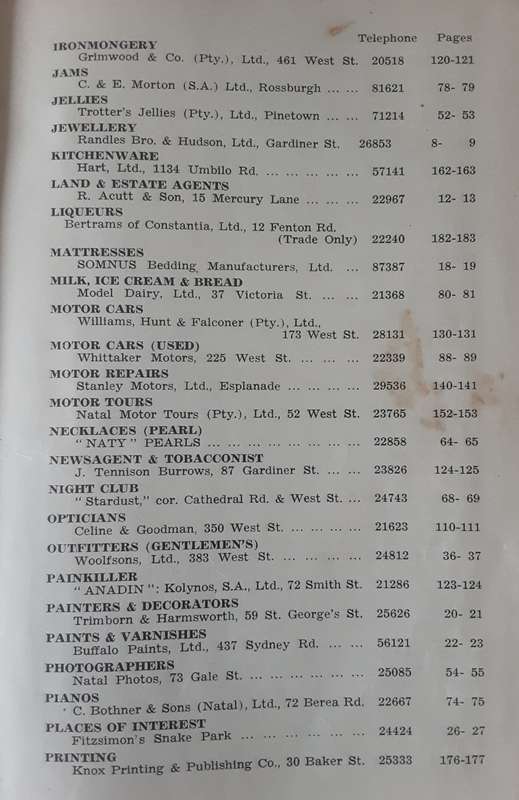 Telephone Pages
IRONMONGERY
Grimwood & Co. (Pty.), Ltd., 461 West St. 20518 120-121
JAMS
C. & E. Morton (S.A.) Ltd., Rossburgh ... ... 81621 78- 79
JELLIES
Trotter's Jellies (Pty.), Ltd., Pinetown ... ... 71214 52- 53
JEWELLERY
Randles Bro. & Hudson, Ltd., Gardiner St. 26853 8- 9
KITCHENWARE
Hart, Ltd., 1134 Umbilo Rd. ... ... ... ... ... 57141 162-163
LAND & ESTATE AGENTS
R. Acutt & Son, 15 Mercury Lane ... ... ... 22967 12- 13
LIQUEURS
Bertrams of Constantia, Ltd., 12 Fenton Rd,
(Trade Only) 22240 182-183
MATTRESSES
SOMNUS Bedding Manufacturers, Ltd. ... 87387 18- 19
MILK, ICE CREAM & BREAD
Model Dairy, Ltd., 37 Victoria St. ... ... ... 21368 80- 81
MOTOR CARS
Williams, Hunt & Falconer (Pty.), Ltd.,
173 West St. 28131 130-131
MOTOR CARS (USED)
Whittaker Motors, 225 West St. ... ... ... ... 22339 88- 89
MOTOR REPAIRS
Stanley Motors, Ltd., Esplanade ... ... ... ... 29536 140-141
MOTOR TOURS
Natal Motor Tours (Pty.), Ltd., 52 West St. 23765 152-153
NECKLACES (PEARL)
"NATY" PEARLS ... ... ... ... ... ... ... ... ... 22858 64- 65
NEWSAGENT & TOBACCONIST
J. Tennison Burrows, 87 Gardiner St. ... ... 23826 124-125
NIGHT CLUB
"Stardust," cor. Cathedral Rd. & West St. ... 24743 68- 69
OPTICIANS
Celine & Goodman, 350 West St. ... ... ... ... 21623 110-111
OUTFITTERS (GENTLEMEN'S)
Woolfsons, Ltd., 383 West St. ... ... ... ... 24812 36- 37
PAINKILLER
"ANADIN": Kolynos, S.A., Ltd., 72 Smith St. 21286 123-124
PAINTERS & DECORATORS
Trimborn & Harmsworth, 59 St. George's St. 25626 20- 21
PAINTS & VARNISHES
Buffalo Paints, Ltd., 437 Sydney Rd. ... ... 56121 22- 23
PHOTOGRAPHERS
Natal Photos, 73 Gale St. ... ... ... ... ... ... 25085 54- 55
PIANOS
C. Bothner & Sons (Natal), Ltd., 72 Berea Rd. 22667 74- 75
PLACES OF INTEREST
Fitzsimon's Snake Park ... ... ... ... ... ... 24424 26- 27
PRINTING
Knox Printing & Publishing Co., 30 Baker St. 25333 176-177